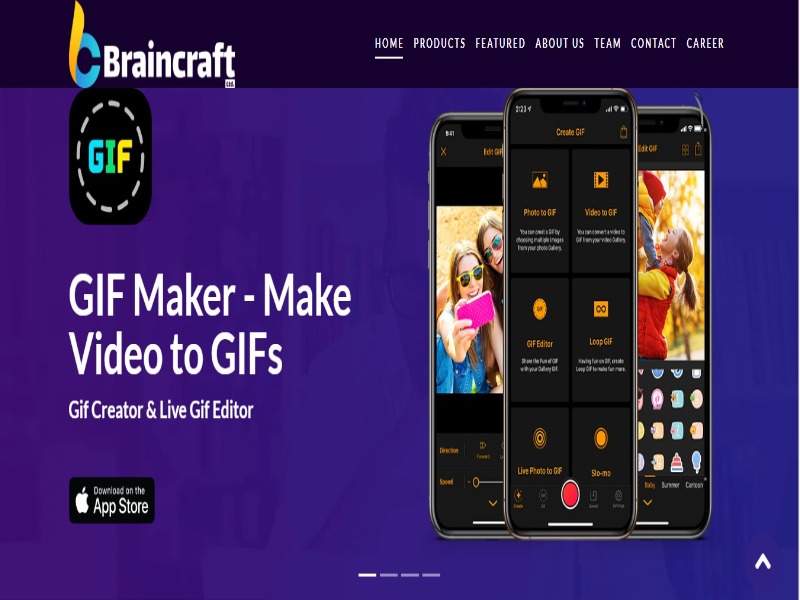 Braincraft
Ltd.
HOME PRODUCTS FEATURED ABOUT US TEAM CONTACT CAREER
GIF
GIF Maker - Make
Video to GIFs
Gif Creator & Live Gif Editor
Download on the
App Store
9:41
Edit GIF
Direction
Forward
Speed
2:23
Create GIF
Photo to GIF
You can creat a GIF by
choosing multiple images
from your photo Gallery.
Video to GIF
You can convert a video to
GIF from your video Gallery.
GIF Editor
Share the Fun of GIF
with your Gallery GIF.
Loop GIF
Having fun on GIF, create
Loop GIF to make fun more.
Live Photo to GIF
Slo-mo
Create
Saved
Settings
Edit GIF
Baby Summer Cartoon